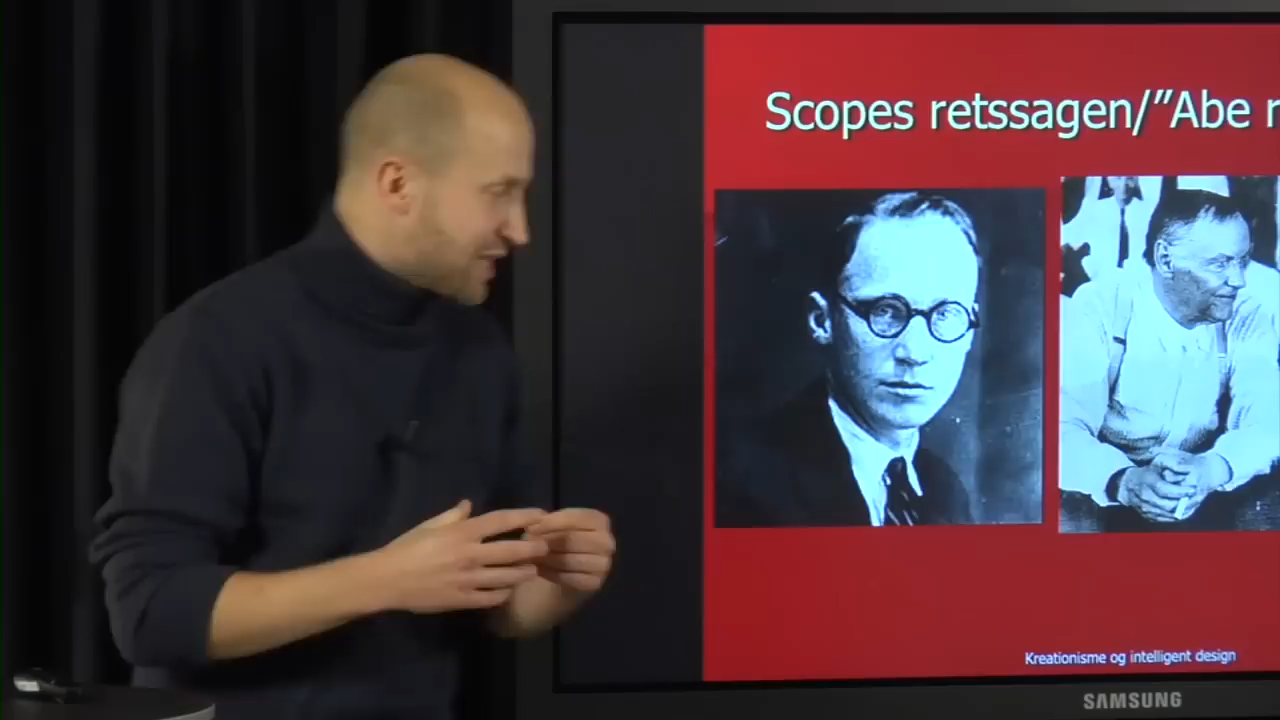 Scopes retssagen/”Abe r
Kreationisme og intelligent design
SAMSUNG